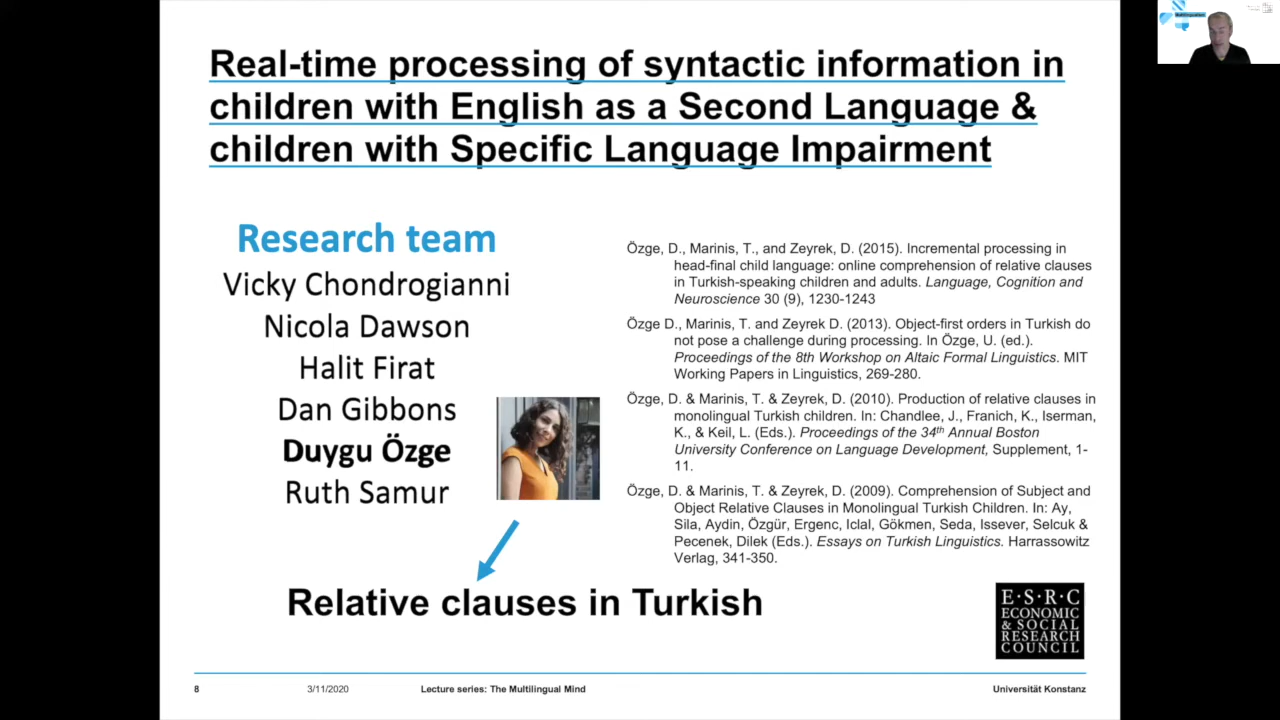 Real-time processing of syntactic information in
children with English as a Second Language &
children with Specific Language Impairment
Research team
Vicky Chondrogianni
Nicola Dawson
Halit Firat
Dan Gibbons
Duygu Özge
Ruth Samur
Özge, D., Marinis, T., and Zeyrek, D. (2015). Incremental processing in
head-final child language: online comprehension of relative clauses
in Turkish-speaking children and adults. Language, Cognition and
Neuroscience 30 (9), 1230-1243
Özge D., Marinis, T. and Zeyrek D. (2013). Object-first orders in Turkish do
not pose a challenge during processing. In Özge, U. (ed.).
Proceedings of the 8th Workshop on Altaic Formal Linguistics. MIT
Working Papers in Linguistics, 269-280.
Özge, D. & Marinis, T. & Zeyrek, D. (2010). Production of relative clauses in
monolingual Turkish children. In: Chandlee, J., Franich, K., Iserman,
K., & Keil, L. (Eds.). Proceedings of the 34th Annual Boston
University Conference on Language Development, Supplement, 1-
11.
Özge, D. & Marinis, T. & Zeyrek, D. (2009). Comprehension of Subject and
Object Relative Clauses in Monolingual Turkish Children. In: Ay,
Sila, Aydin, Özgür, Ergenc, Iclal, Gökmen, Seda, Issever, Selcuk &
Pecenek, Dilek (Eds.). Essays on Turkish Linguistics. Harrassowitz
Verlag, 341-350.
Relative clauses in Turkish
E·S·R·C
ECONOMIC
& SOCIAL
RESEARCH
COUNCIL
8
3/11/2020
Lecture series: The Multilingual Mind
Universität Konstanz